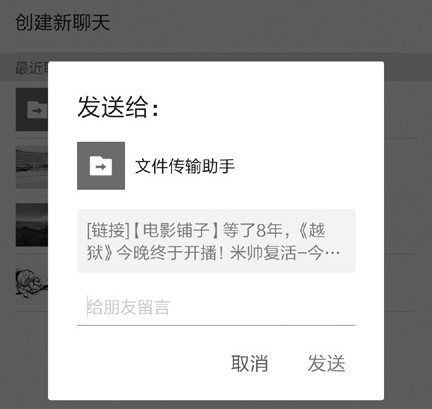 创建新聊天
最近
发送给：
文件传输助手
[链接]【电影铺子】等了8年，《越
狱》今晚终于开播！米帅复活-今…
给朋友留言
取消
发送